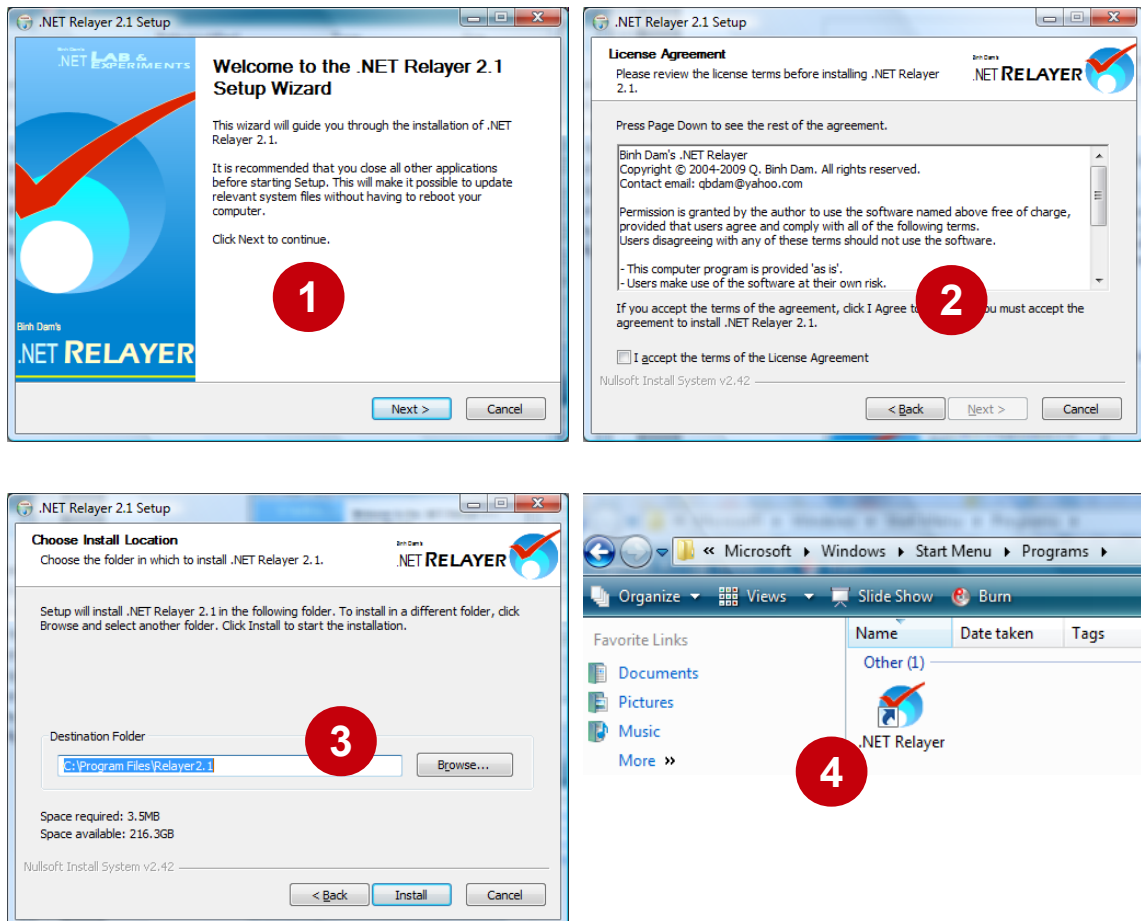 .NET Relayer 2.1 Setup
Binh Dam's
.NET LAB &
EXPERIMENTS
Welcome to the .NET Relayer 2.1
Setup Wizard
This wizard will guide you through the installation of .NET
Relayer 2.1.
It is recommended that you close all other applications
before starting Setup. This will make it possible to update
relevant system files without having to reboot your
computer.
Click Next to continue.
1
Binh Dam's
.NET RELAYER
Next >
Cancel
.NET Relayer 2.1 Setup
License Agreement
Please review the license terms before installing .NET Relayer
2.1.
Binh Dam's
.NET RELAYER
Press Page Down to see the rest of the agreement.
Binh Dam's .NET Relayer
Copyright © 2004-2009 Q. Binh Dam. All rights reserved.
Contact email: qbdam@yahoo.com
Permission is granted by the author to use the software named above free of charge,
provided that users agree and comply with all of the following terms.
Users disagreeing with any of these terms should not use the software.
- This computer program is provided 'as is'.
- Users make use of the software at their own risk.
2
If you accept the terms of the agreement, click I Agree to ou must accept the
agreement to install .NET Relayer 2.1.
I accept the terms of the License Agreement
Nullsoft Install System v2.42
< Back
Next >
Cancel
.NET Relayer 2.1 Setup
Choose Install Location
Choose the folder in which to install .NET Relayer 2.1.
Binh Dam's
.NET RELAYER
Setup will install .NET Relayer 2.1 in the following folder. To install in a different folder, click
Browse and select another folder. Click Install to start the installation.
3
Destination Folder
C:\Program Files\Relayer2.1
Browse...
Space required: 3.5MB
Space available: 216.3GB
Nullsoft Install System v2.42
< Back
Install
Cancel
« Microsoft Windows Start Menu Programs
Organize Views Slide Show Burn
Favorite Links
Documents
Pictures
Music
More »
Name Date taken Tags
Other (1)
.NET Relayer
4